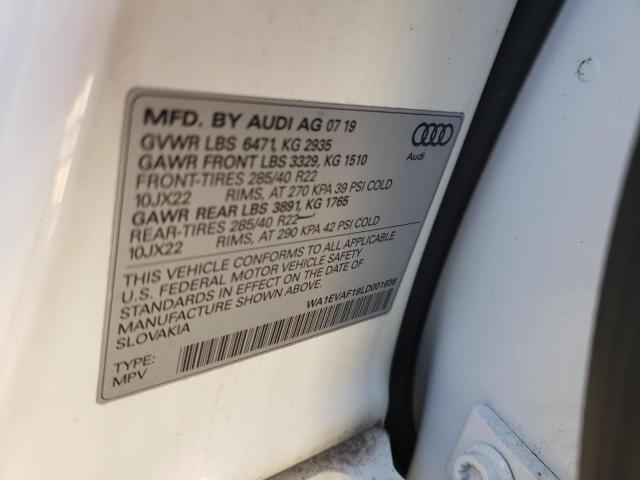 MFD. BY AUDI AG 07 19
GVWR LBS 6471, KG 2935
GAWR FRONT LBS 3329, KG 1510
FRONT-TIRES 285/40 R22
10JX22 RIMS, AT 270 KPA 39 PSI COLD
GAWR REAR LBS 3891, KG 1765
REAR-TIRES 285/40 R22
10JX22 RIMS, AT 290 KPA 42 PSI COLD
THIS VEHICLE CONFORMS TO ALL APPLICABLE
U.S. FEDERAL MOTOR VEHICLE SAFETY
STANDARDS IN EFFECT ON THE DATE OF
MANUFACTURE SHOWN ABOVE.
SLOVAKIA
WA1EVAF19LD001636
TYPE:
MPV
Audi